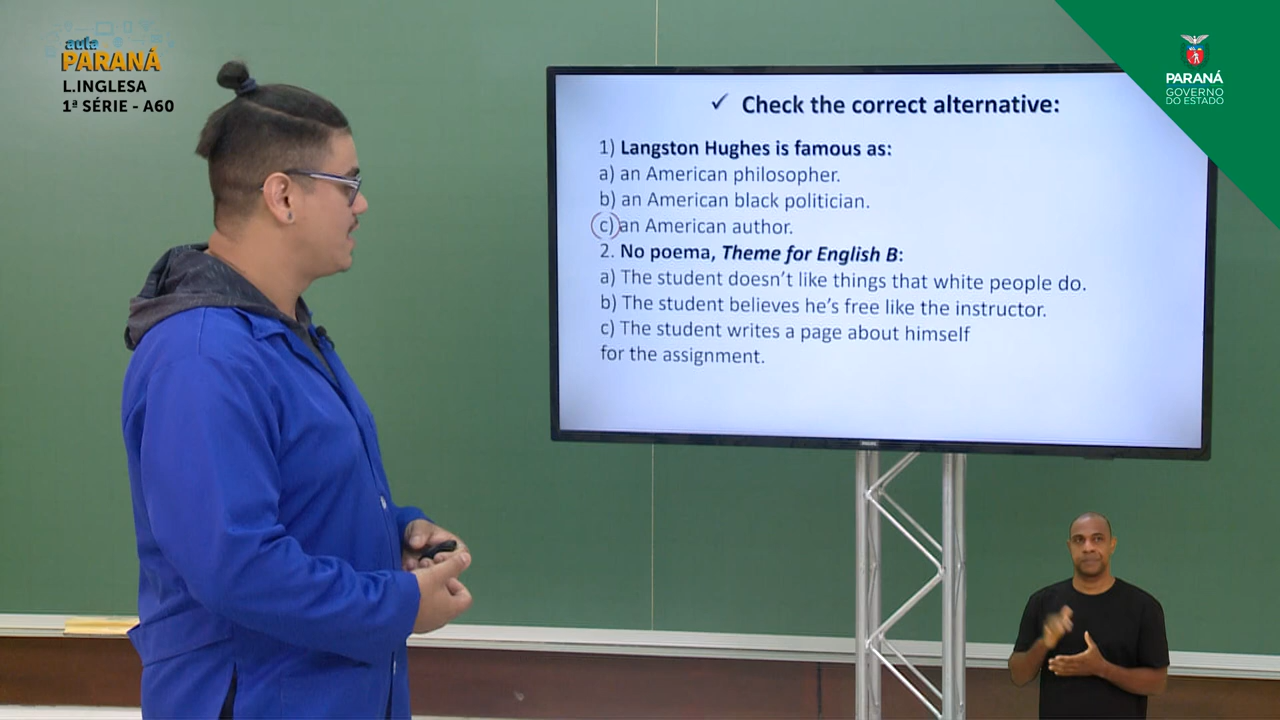 aula
PARANÁ
L.INGLESA
1ª SÉRIE - A60
PARANÁ
GOVERNO
DO ESTADO
✓ Check the correct alternative:
1) Langston Hughes is famous as:
a) an American philosopher.
b) an American black politician.
c) an American author.
2. No poema, Theme for English B:
a) The student doesn't like things that white people do.
b) The student believes he's free like the instructor.
c) The student writes a page about himself
for the assignment.